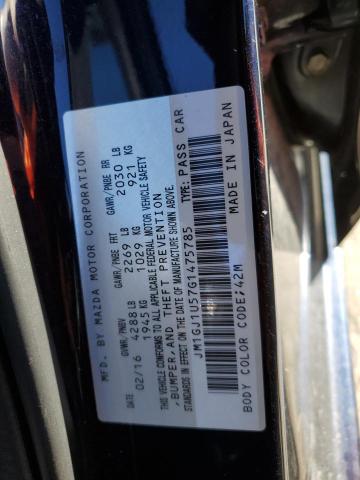 MFD. BY MAZDA MOTOR CORPORATION
GVWR/PNBV GAWR/PNBE FRT GAWR/PNBE RR
DATE 4288 LB 2269 LB 2030 LB
02/16 1945 KG 1029 KG 921 KG
THIS VEHICLE CONFORMS TO ALL APPLICABLE FEDERAL MOTOR VEHICLE SAFETY
,BUMPER,AND THEFT PREVENTION
STANDARDS IN EFFECT ON THE DATE OF MANUFACTURE SHOWN ABOVE.
JM1GJ1U57G1475785 TYPE: PASS CAR
BODY COLOR CODE/42M MADE IN JAPAN